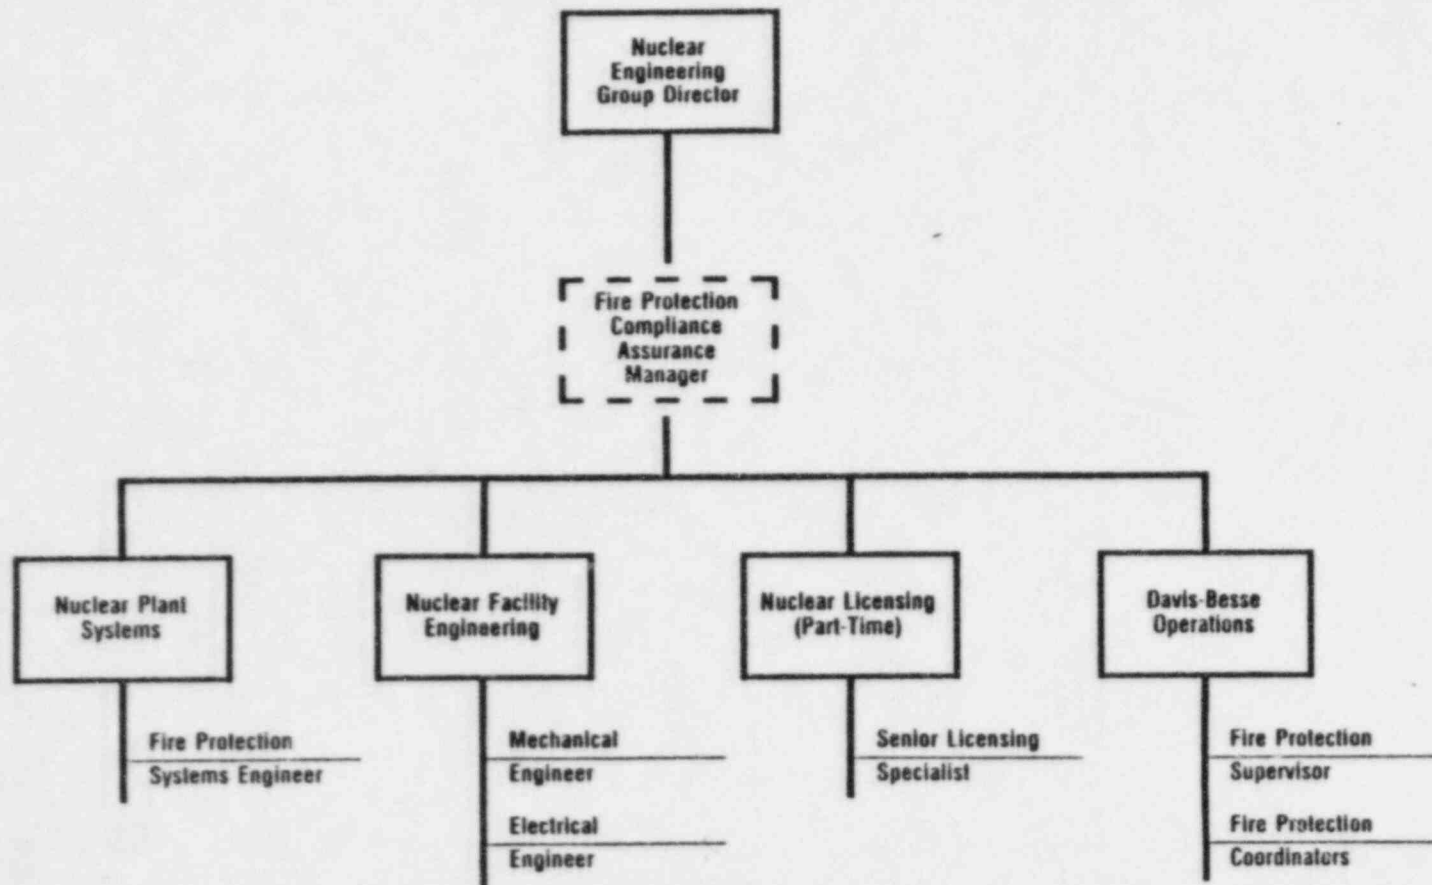 Nuclear
Engineering
Group Director
Fire Protection
Compliance
Assurance
Manager
Nuclear Plant
Systems
Nuclear Facility
Engineering
Nuclear Licensing
(Part-Time)
Davis-Besse
Operations
Fire Protection
Systems Engineer
Mechanical
Engineer
Electrical
Engineer
Senior Licensing
Specialist
Fire Protection
Supervisor
Fire Protection
Coordinators